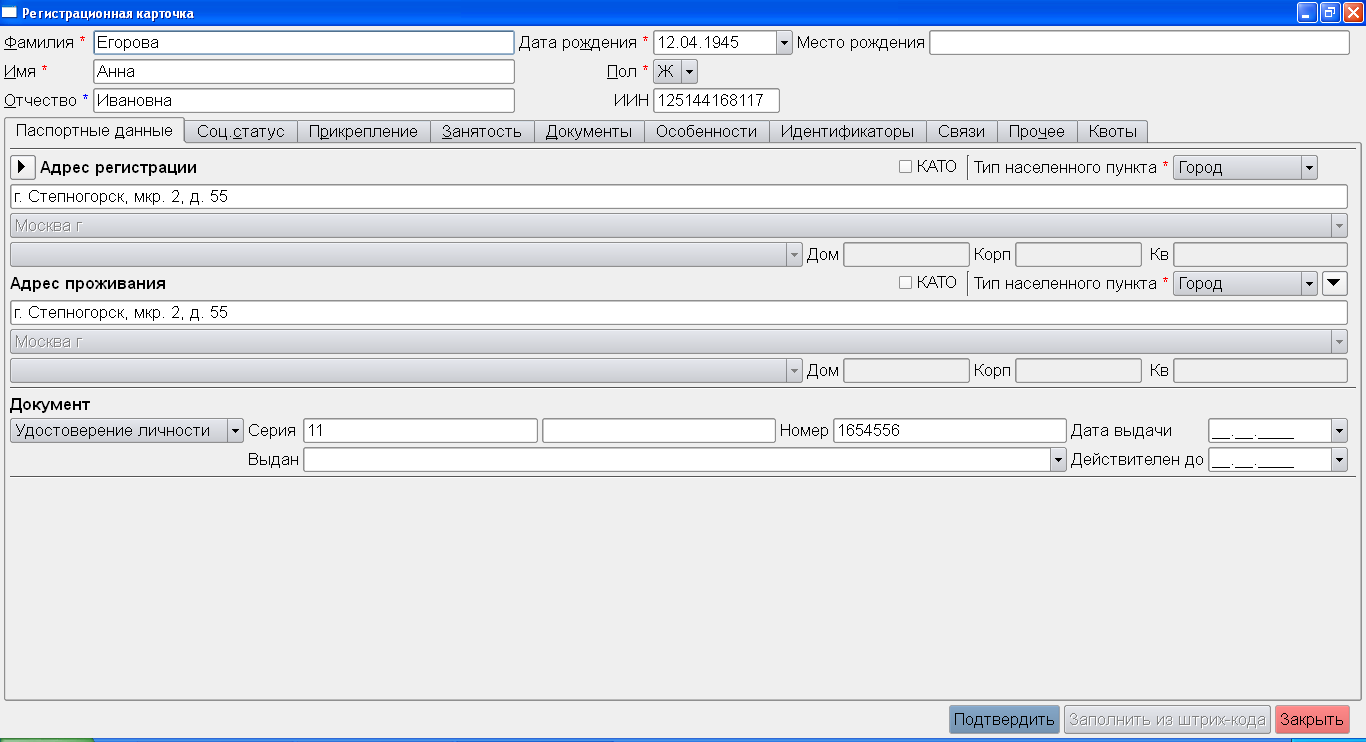 Регистрационная карточка
Фамилия * Егорова Дата рождения * 12.04.1945 Место рождения
Имя * Анна Пол * Ж
Отчество * Ивановна ИИН 125144168117
Паспортные данные Соц.статус Прикрепление Занятость Документы Особенности Идентификаторы Связи Прочее Квоты
Адрес регистрации КАТО Тип населенного пункта * Город
г. Степногорск, мкр. 2, д. 55
Москва г
Дом Корп Кв
Адрес проживания КАТО Тип населенного пункта * Город
г. Степногорск, мкр. 2, д. 55
Москва г
Дом Корп Кв
Документ
Удостоверение личности Серия 11 Номер 1654556 Дата выдачи __.__.____
Выдан Действителен до __.__.____
Подтвердить Заполнить из штрих-кода Закрыть